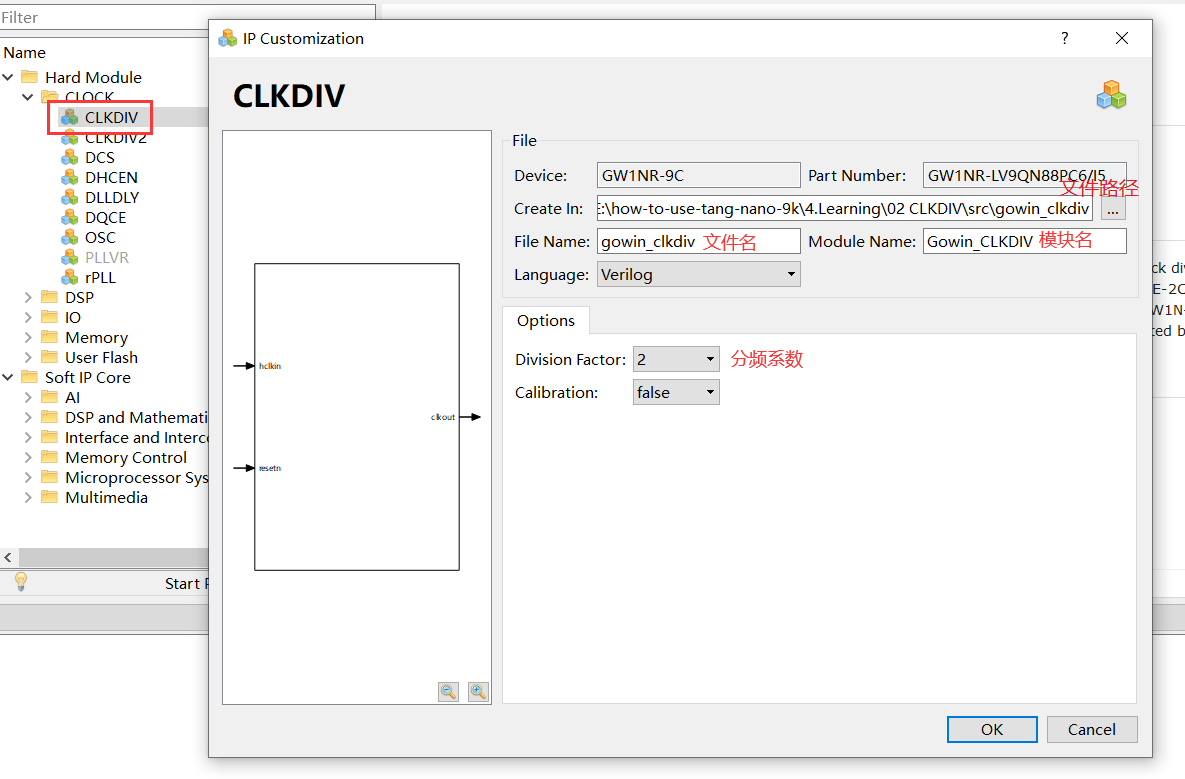 Filter
Name
Hard Module
CLOCK
CLKDIV
CLKDIV2
DCS
DHCEN
DLLDLY
DQCE
OSC
PLLVR
rPLL
DSP
IO
Memory
User Flash
Soft IP Core
AI
DSP and Mathemati
Interface and Interc
Memory Control
Microprocessor Sys
Multimedia
Start
IP Customization
?
CLKDIV
hclkin
clkout
resetn
File
Device: GW1NR-9C Part Number: GW1NR-LV9QN88PC6/I5
文件路径
Create In: E:\how-to-use-tang-nano-9k\4.Learning\02 CLKDIV\src\gowin_clkdiv ...
File Name: gowin_clkdiv 文件名 Module Name: Gowin_CLKDIV 模块名
Language: Verilog
Options
Division Factor: 2 分频系数
Calibration: false
OK Cancel
ck di
E-2C
W1N-
ted b